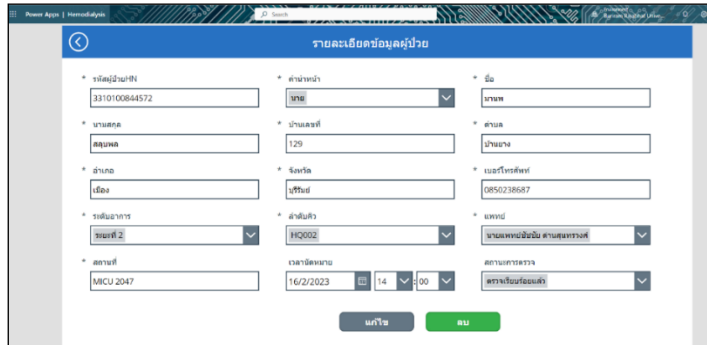 Power Apps | Hemodialysis
Search
รายละเอียดข้อมูลผู้ป่วย
* รหัสผู้ป่วยHN * คำนำหน้า * ชื่อ
3310100844572 นาย มานพ
* นามสกุล * บ้านเลขที่ * ตำบล
129 บ้านยาง
* อำเภอ * จังหวัด * เบอร์โทรศัพท์
เมือง บุรีรัมย์ 0850238687
* ระดับอาการ * ลำดับคิว * แพทย์
ระยะที่ 2 HQ002
* สถานที่ เวลานัดหมาย สถานะการตรวจ
MICU 2047 16/2/2023 14 : 00 ตรวจเรียบร้อยแล้ว
แก้ไข ลบ